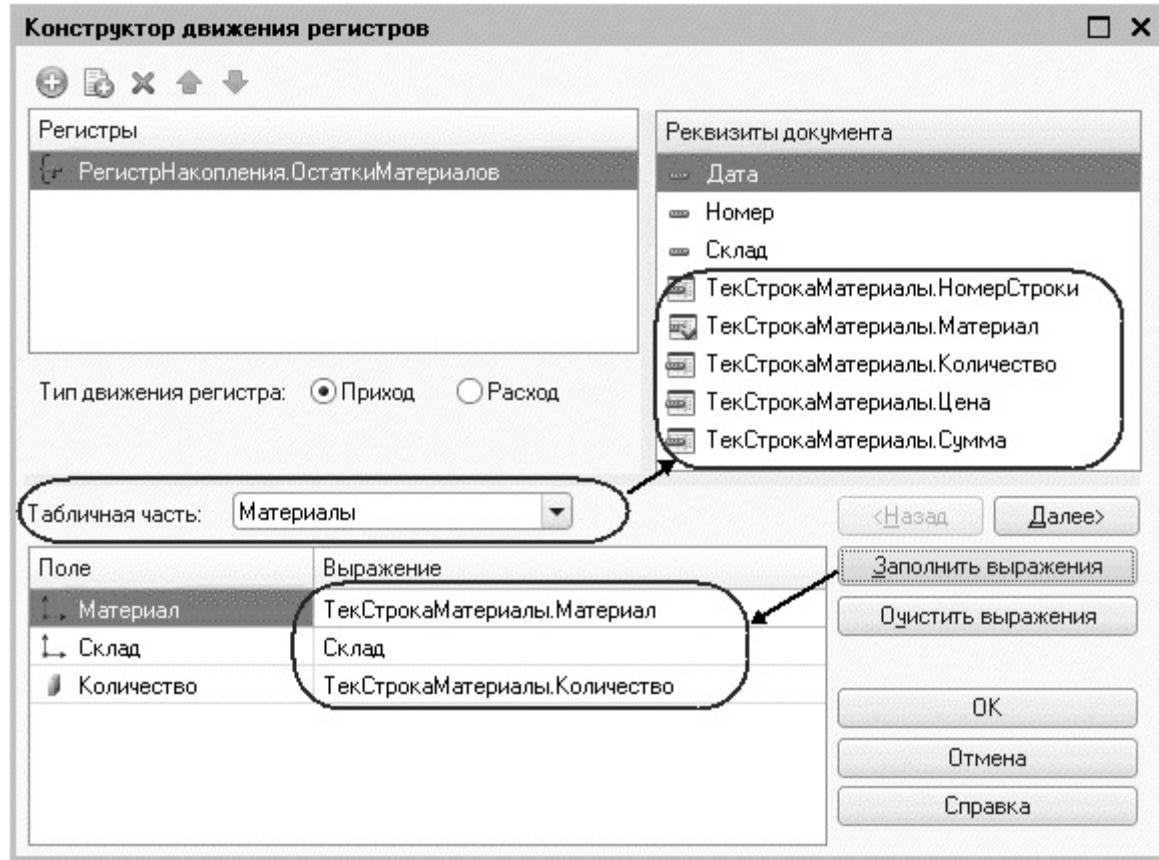 Конструктор движения регистров
Регистры
РегистрНакопления.ОстаткиМатериалов
Тип движения регистра: Приход Расход
Реквизиты документа
Дата
Номер
Склад
ТекСтрокаМатериалы.НомерСтроки
ТекСтрокаМатериалы.Материал
ТекСтрокаМатериалы.Количество
ТекСтрокаМатериалы.Цена
ТекСтрокаМатериалы.Сумма
Табличная часть: Материалы
<Назад Далее>
Поле Выражение
Материал ТекСтрокаМатериалы.Материал
Склад Склад
Количество ТекСтрокаМатериалы.Количество
Заполнить выражения
Очистить выражения
ОК
Отмена
Справка